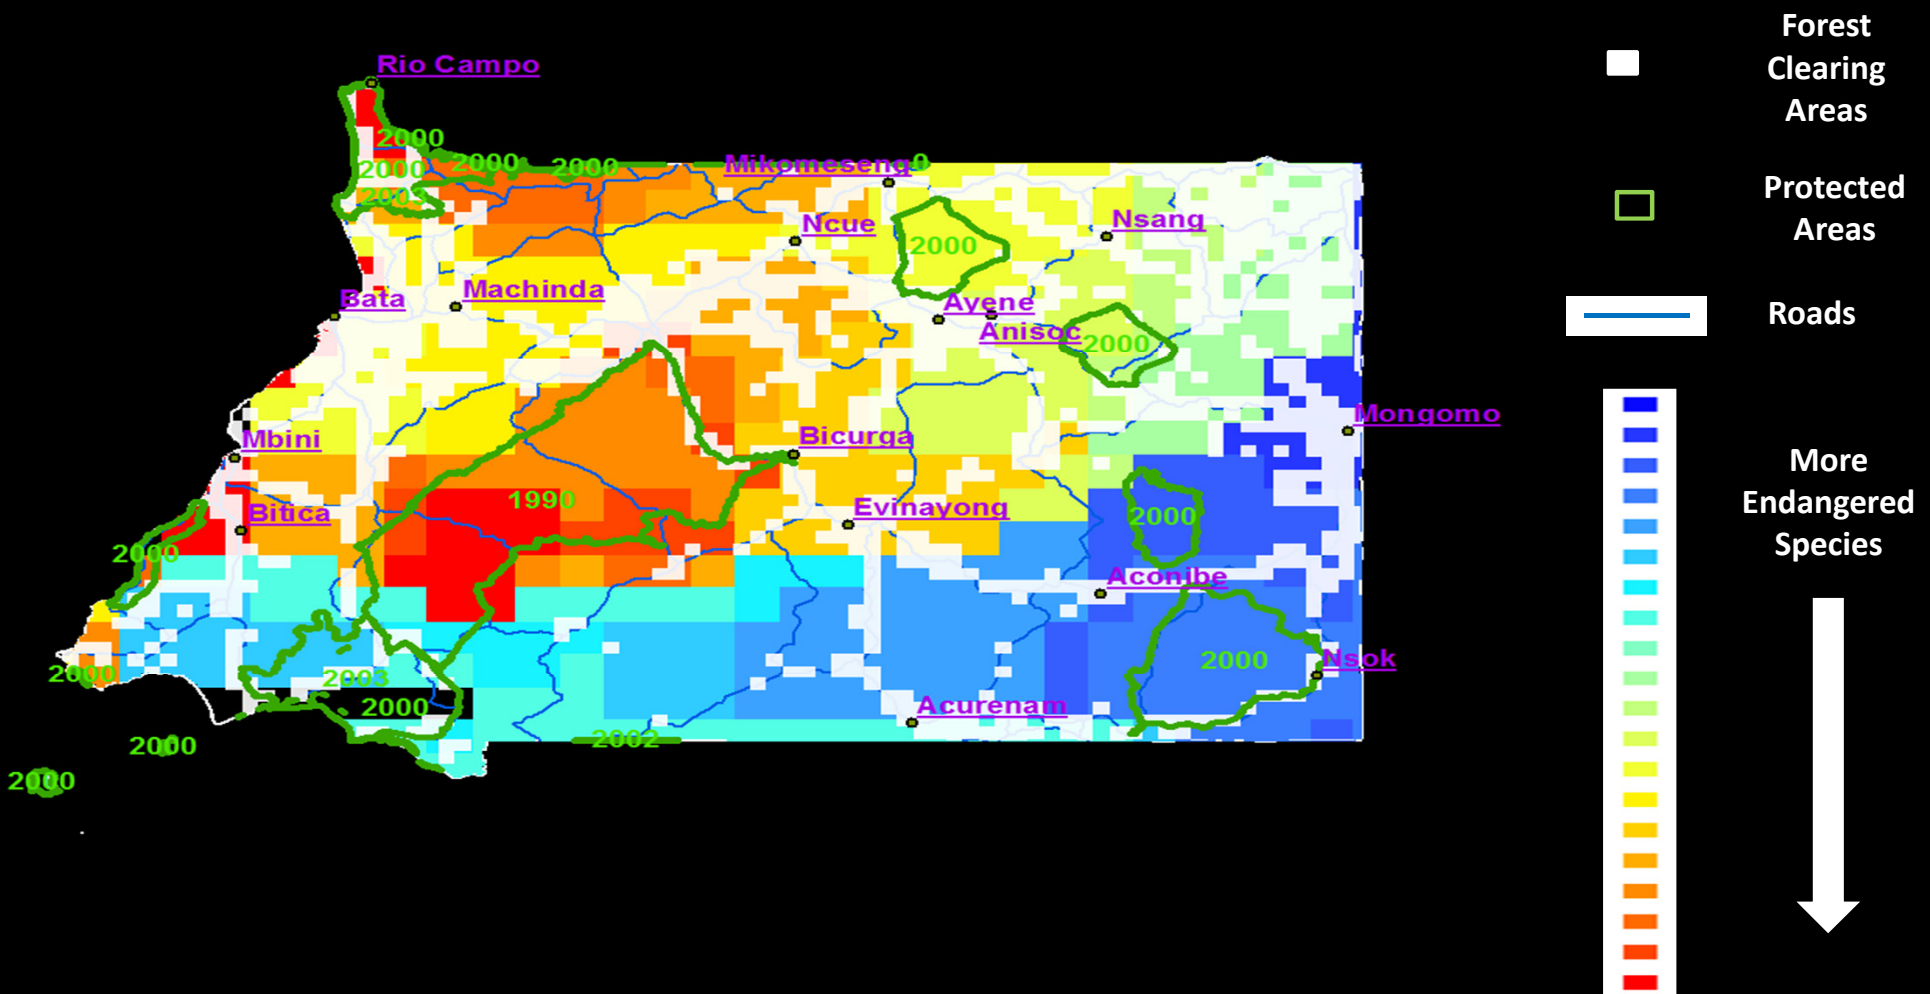 Rio Campo
2000
2000
2000
2000
2003
Mikomeseng
0
Ncue
2000
Nsang
Bata
Machinda
Ayene
Anisoc
2000
Mbini
Bicurga
Mongomo
1990
Bitica
Evinayong
2000
2000
Aconibe
2000
2003
2000
2000
Nsok
Acurenam
2000
2002
2000
Forest
Clearing
Areas
Protected
Areas
Roads
More
Endangered
Species